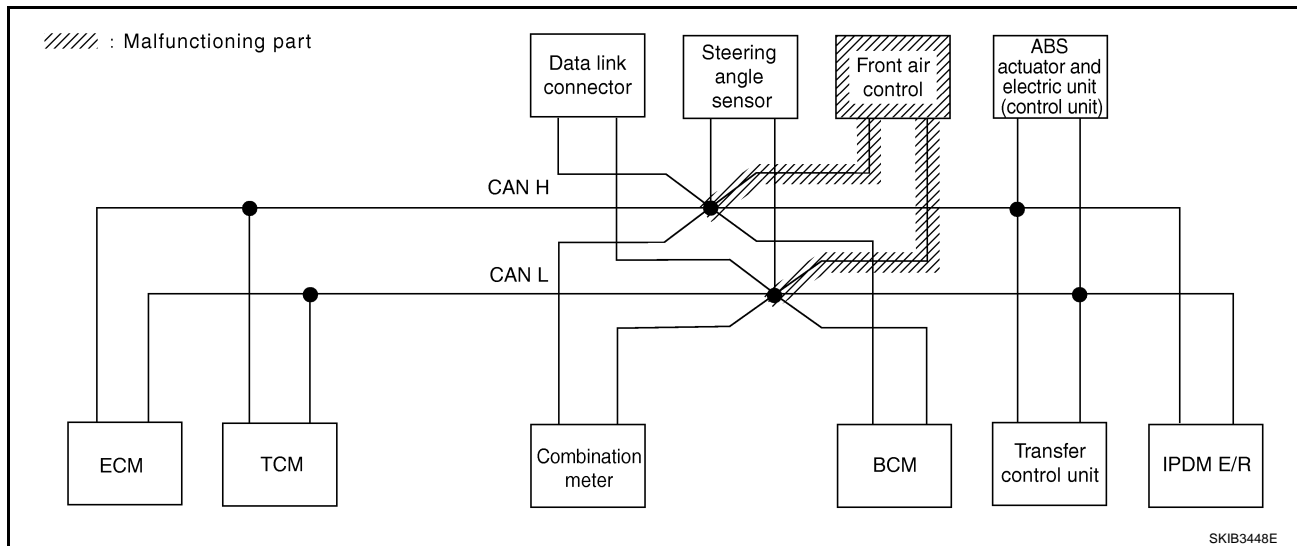 : Malfunctioning part
Data link
connector
Steering
angle
sensor
Front air
control
ABS
actuator and
electric unit
(control unit)
CAN H
CAN L
ECM
TCM
Combination
meter
BCM
Transfer
control unit
IPDM E/R
SKIB3448E